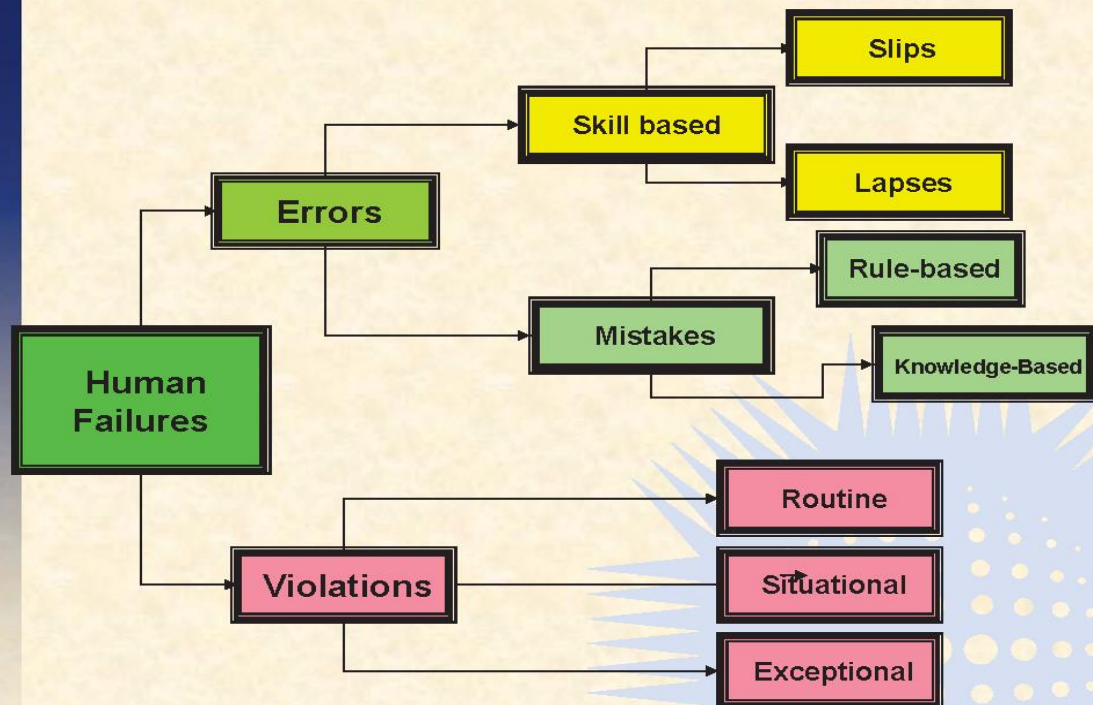 Slips
Skill based
Lapses
Errors
Rule-based
Mistakes
Knowledge-Based
Human
Failures
Routine
Violations
Situational
Exceptional